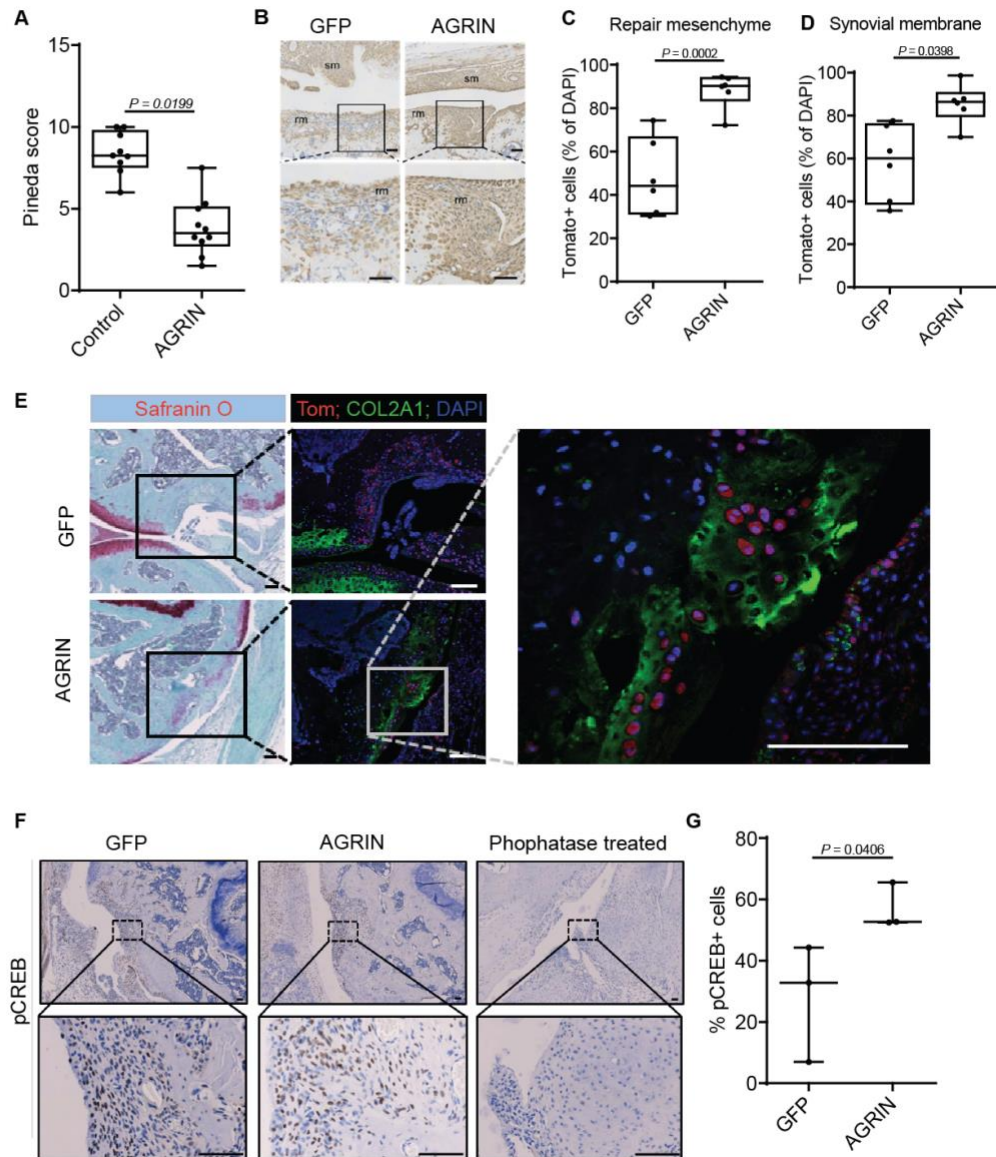 A
Pineda score
15
10
5
0
P = 0.0199
Control
AGRIN
B
GFP
AGRIN
sm
sm
rm
rm
rm
rm
C
Repair mesenchyme
Tomato+ cells (% of DAPI)
100
80
60
40
20
0
P = 0.0002
GFP
AGRIN
D
Synovial membrane
Tomato+ cells (% of DAPI)
100
80
60
40
20
0
P = 0.0398
GFP
AGRIN
E
Safranin O
Tom; COL2A1; DAPI
GFP
AGRIN
F
GFP
AGRIN
Phophatase treated
pCREB
G
% pCREB+ cells
80
60
40
20
0
P = 0.0406
GFP
AGRIN